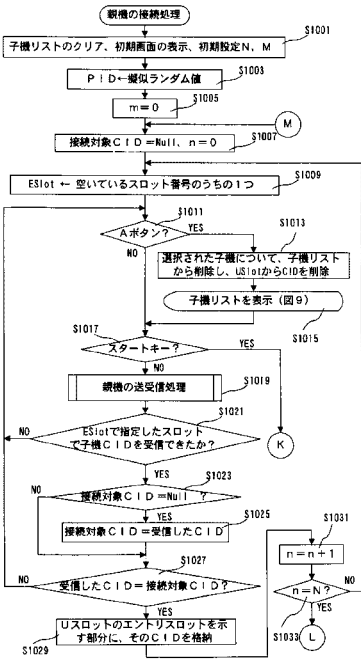 親機の接続処理
子機リストのクリア、初期画面の表示、初期設定N、M
S1001
PID←擬似ランダム値
S1003
m=0
S1005
M
接続対象CID=Null、n=0
S1007
ESlot ← 空いているスロット番号のうちの1つ
S1009
Aボタン?
S1011
YES
NO
S1013
選択された子機について、子機リスト
から削除し、USlotからCIDを削除
子機リストを表示(図9)
S1015
S1017
スタートキー?
YES
NO
親機の送受信処理
S1019
S1021
ESlotで指定したスロット
で子機CIDを受信できたか?
NO
K
YES
S1023
NO
接続対象CID=Null ?
YES
S1025
接続対象CID=受信したCID
S1027
受信したCID=接続対象CID?
NO
YES
Uスロットのエントリスロットを示
す部分に、そのCIDを格納
S1029
S1031
n=n+1
n=N?
NO
YES
S1033
L